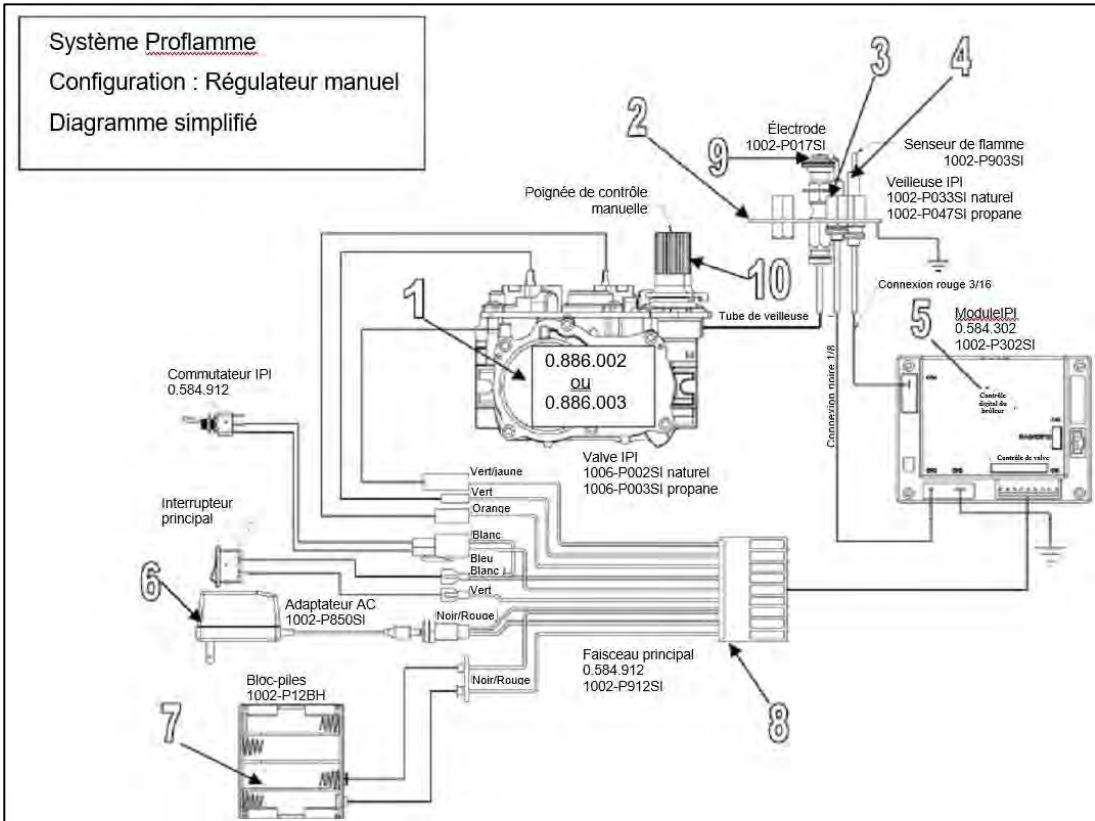 Système Proflamme
Configuration : Régulateur manuel
Diagramme simplifié
3
4
2
Électrode
1002-P017SI
9
Senseur de flamme
1002-P903SI
Veilleuse IPI
1002-P033SI naturel
1002-P047SI propane
Poignée de contrôle
manuelle
10
1
Tube de veilleuse
Connexion rouge 3/16
Connexion noire 1/8
5
ModuleIPI
0.584.302
1002-P302SI
Contrôle
digital du
brûleur
Contrôle de valve
0.886.002
ou
0.886.003
Commutateur IPI
0.584.912
Valve IPI
1006-P002SI naturel
1006-P003SI propane
Vert/jaune
Vert
Orange
Interrupteur
principal
Blanc
Bleu
Blanc
Vert
6
Adaptateur AC
1002-P850SI
Noir/Rouge
Faisceau principal
0.584.912
1002-P912SI
8
Bloc-piles
1002-P12BH
Noir/Rouge
7